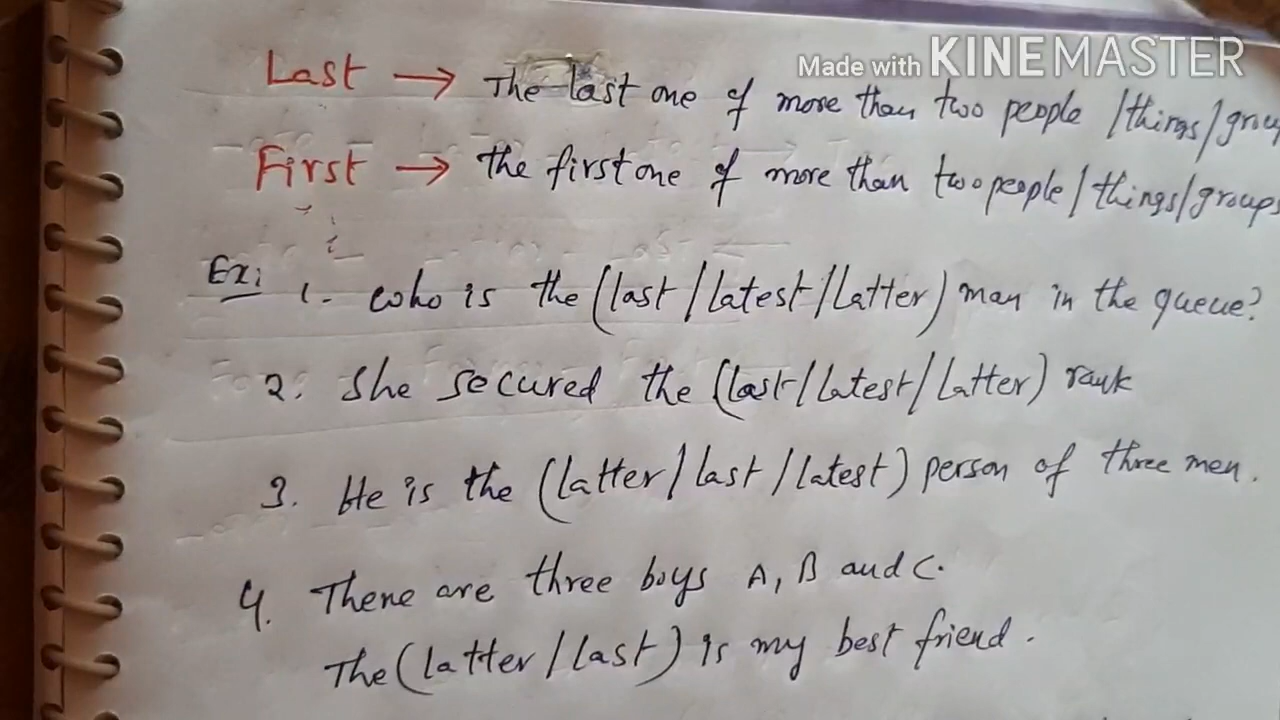 Made with KINEMASTER
Last → The last one of more than two people /things/grou
First → the first one of more than two people/things/groups
Ex:
1. Who is the (last/latest/latter) man in the queue?
2. She secured the (last/latest/latter) rank
3. He is the (latter/last/latest) person of three men.
4. There are three boys A, B and C.
The (latter/last) is my best friend.